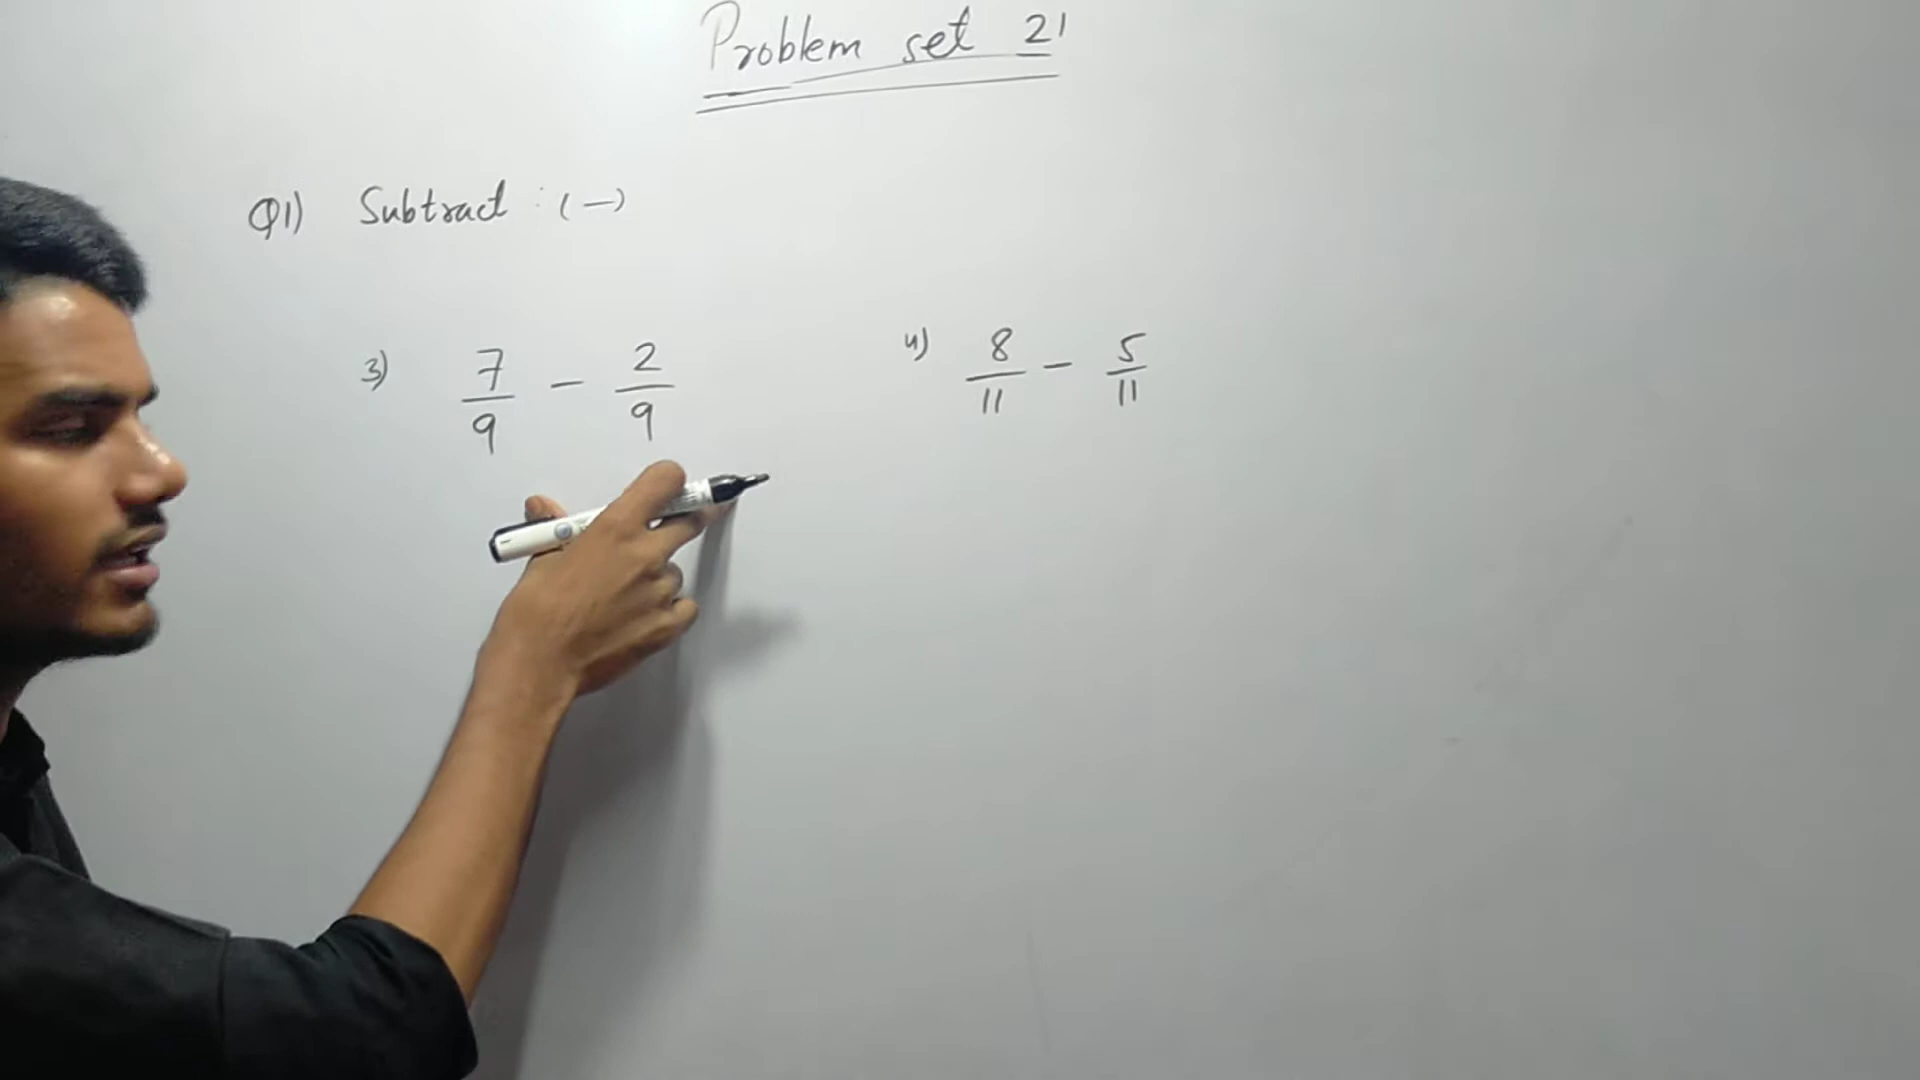 Problem set 21
Q1) Subtract : (-)
3) 7/9 - 2/9
4) 8/11 - 5/11